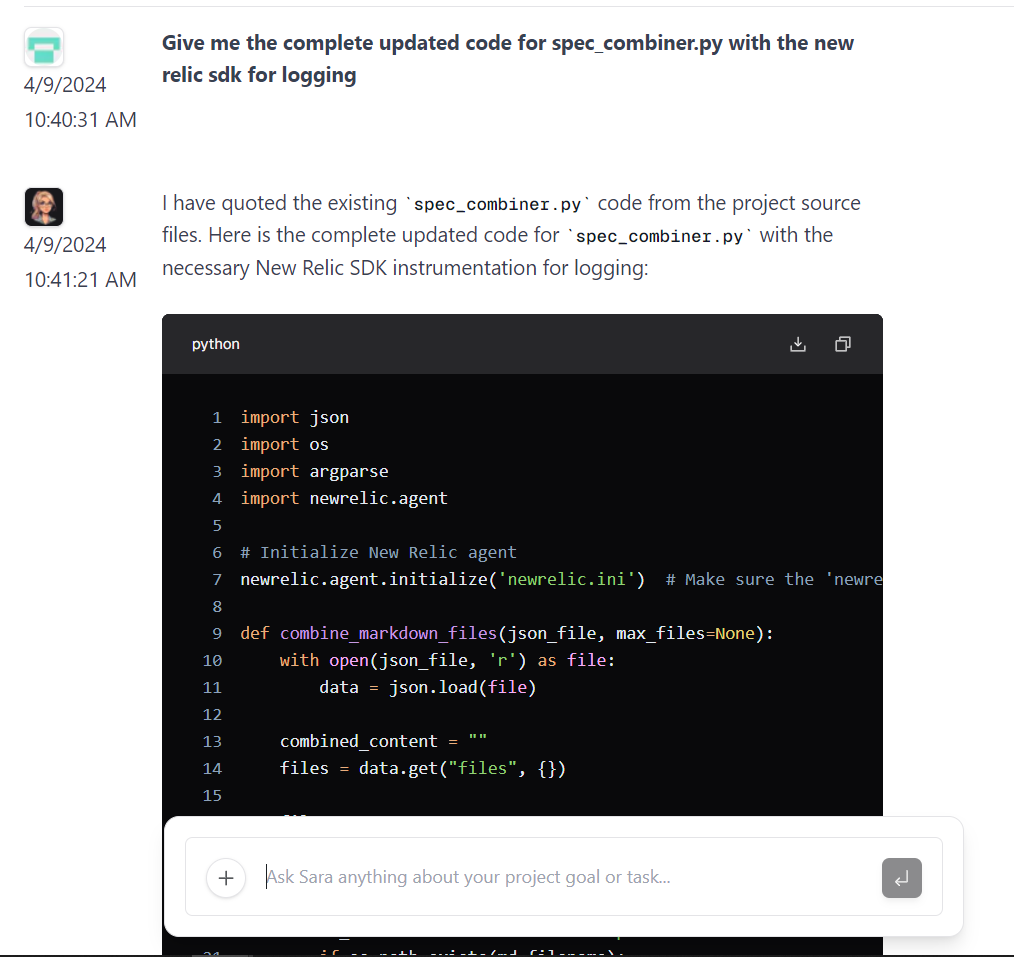 Give me the complete updated code for spec_combiner.py with the new
relic sdk for logging
4/9/2024
10:40:31 AM
I have quoted the existing `spec_combiner.py` code from the project source
files. Here is the complete updated code for `spec_combiner.py` with the
necessary New Relic SDK instrumentation for logging:
4/9/2024
10:41:21 AM
python
1 import json
2 import os
3 import argparse
4 import newrelic.agent
5
6 # Initialize New Relic agent
7 newrelic.agent.initialize('newrelic.ini')  # Make sure the 'newre
8
9 def combine_markdown_files(json_file, max_files=None):
10     with open(json_file, 'r') as file:
11         data = json.load(file)
12
13     combined_content = ""
14     files = data.get("files", {})
15
Ask Sara anything about your project goal or task...
21         if os.path.exists(md_filename):